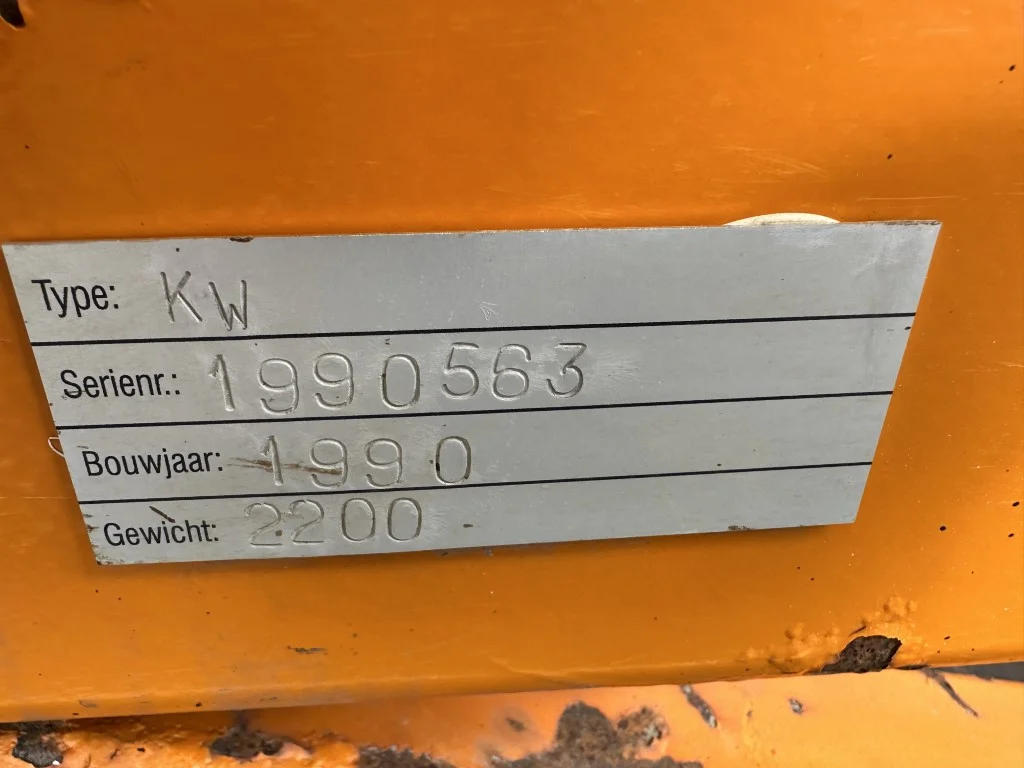 Type: KW
Serienr.: 1990563
Bouwjaar: 1990
Gewicht: 2200